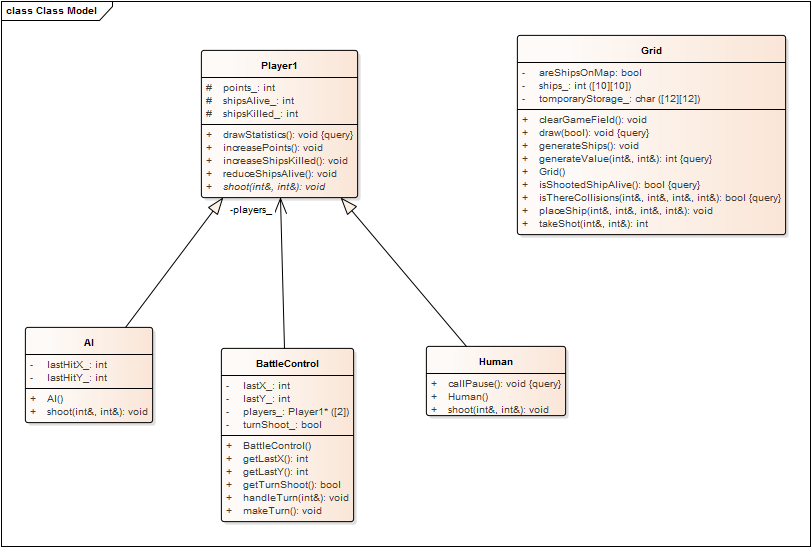 class Class Model
Player1
# points_: int
# shipsAlive_: int
# shipsKilled_: int
+ drawStatistics(): void {query}
+ increasePoints(): void
+ increaseShipsKilled(): void
+ reduceShipsAlive(): void
+ shoot(int&, int&): void
Grid
- areShipsOnMap: bool
- ships_: int ([10][10])
- tomporaryStorage_: char ([12][12])
+ clearGameField(): void
+ draw(bool): void {query}
+ generateShips(): void
+ generateValue(int&, int&): int {query}
+ Grid()
+ isShootedShipAlive(): bool {query}
+ isThereCollisions(int&, int&, int&, int&): bool {query}
+ placeShip(int&, int&, int&, int&): void
+ takeShot(int&, int&): int
-players_
AI
- lastHitX_: int
- lastHitY_: int
+ AI()
+ shoot(int&, int&): void
BattleControl
- lastX_: int
- lastY_: int
- players_: Player1* ([2])
- turnShoot_: bool
+ BattleControl()
+ getLastX(): int
+ getLastY(): int
+ getTurnShoot(): bool
+ handleTurn(int&): void
+ makeTurn(): void
Human
+ callPause(): void {query}
+ Human()
+ shoot(int&, int&): void